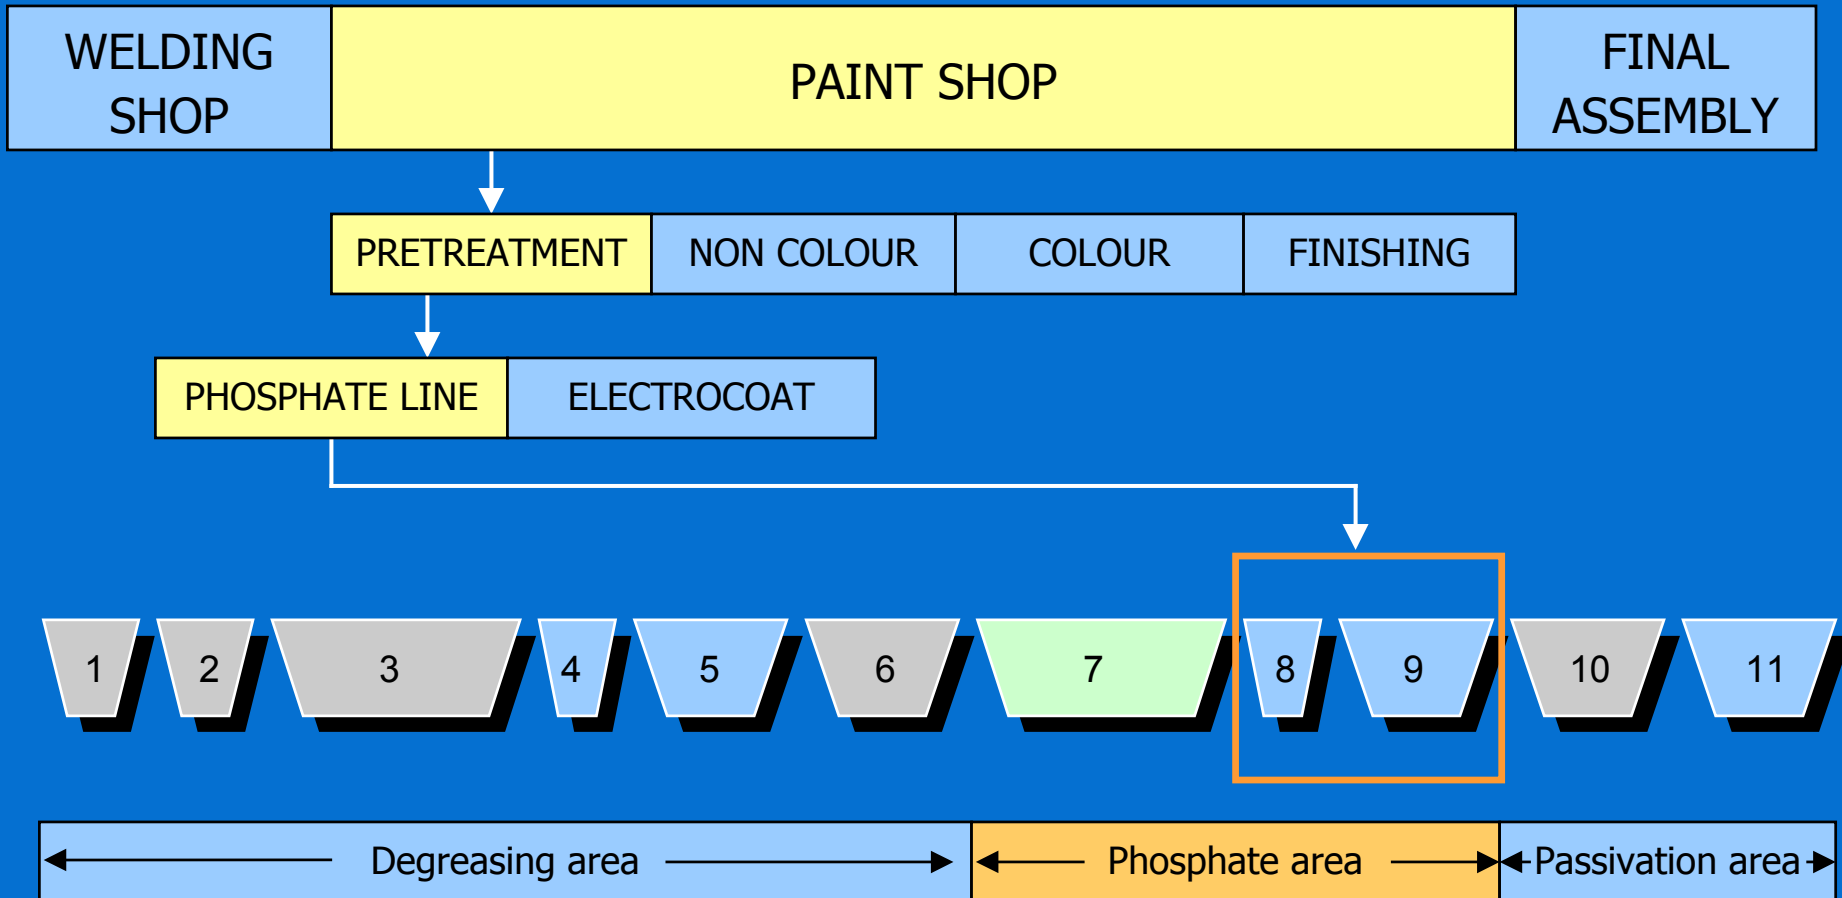 WELDING
SHOP
PAINT SHOP
FINAL
ASSEMBLY
PRETREATMENT
NON COLOUR
COLOUR
FINISHING
PHOSPHATE LINE
ELECTROCOAT
1
2
3
4
5
6
7
8
9
10
11
Degreasing area
Phosphate area
Passivation area